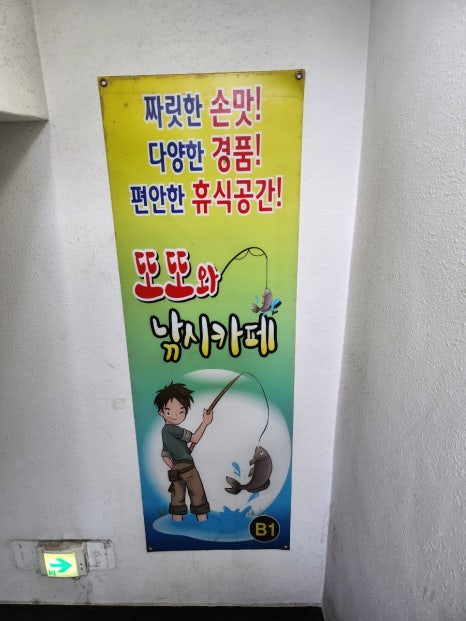 짜릿한 손맛!
다양한 경품!
편안한 휴식공간!
또또와
낚시카페
B1